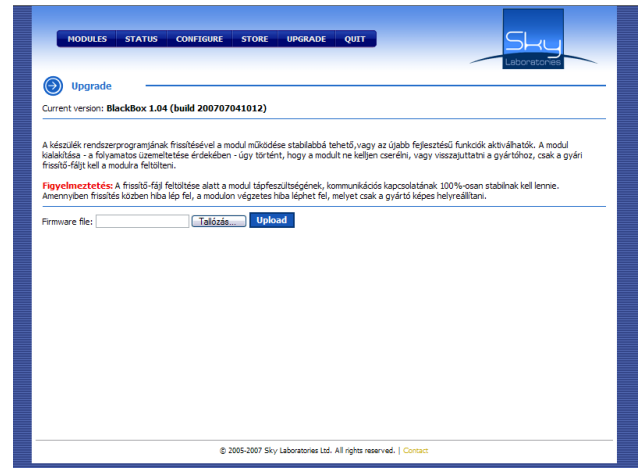 MODULES STATUS CONFIGURE STORE UPGRADE QUIT
Sky
Laboratories
Upgrade
Current version: BlackBox 1.04 (build 200707041012)
A készülék rendszerprogramjának frissítésével a modul működése stabilabbá tehető,vagy az újabb fejlesztésű funkciók aktiválhatók. A modul
kialakítása - a folyamatos üzemeltetése érdekében - úgy történt, hogy a modult ne kelljen cserélni, vagy visszajuttatni a gyártóhoz, csak a gyári
frissítő-fáljt kell a modulra feltölteni.
Figyelmeztetés: A frissítő-fájl feltöltése alatt a modul tápfeszültségének, kommunikációs kapcsolatának 100%-osan stabilnak kell lennie.
Amennyiben frissítés közben hiba lép fel, a modulon végzetes hiba léphet fel, melyet csak a gyártó képes helyreállítani.
Firmware file: Tallózás... Upload
© 2005-2007 Sky Laboratories Ltd. All rights reserved. | Contact